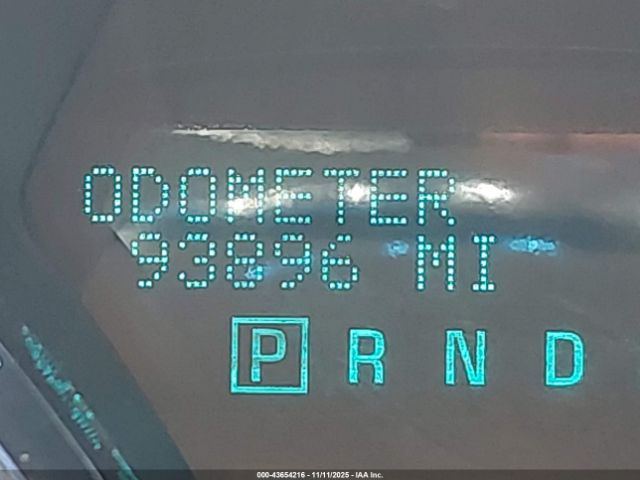 ODOMETER
93896 MI
P R N D
000-43654216 - 11/11/2025 - IAA Inc.